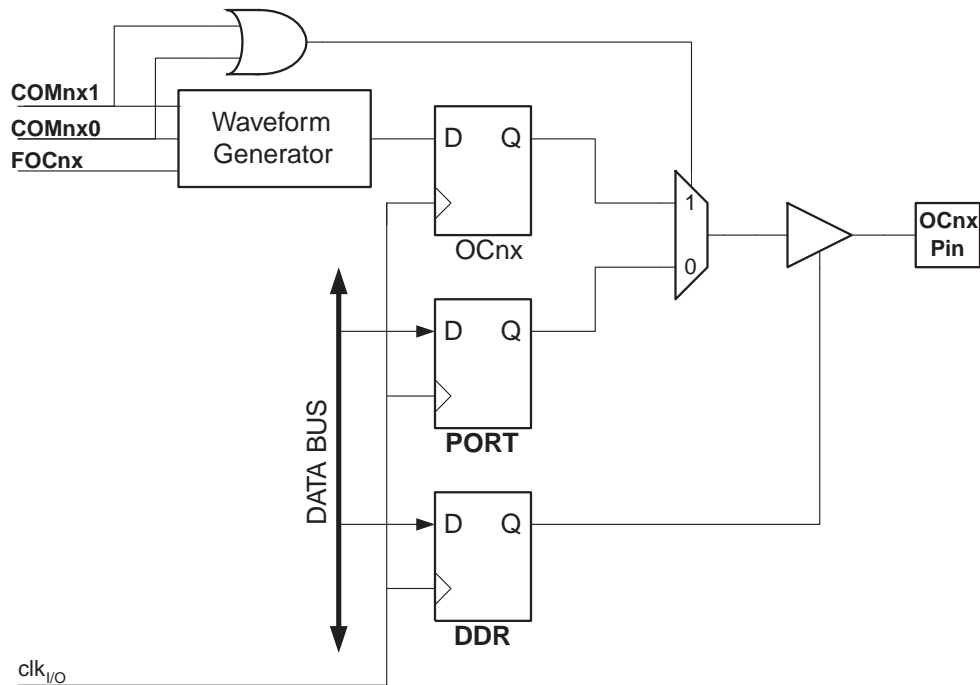 COMnx1
COMnx0
FOCnx
Waveform
Generator
D Q
OCnx
1
0
OCnx
Pin
D Q
PORT
DATA BUS
D Q
DDR
clkI/O